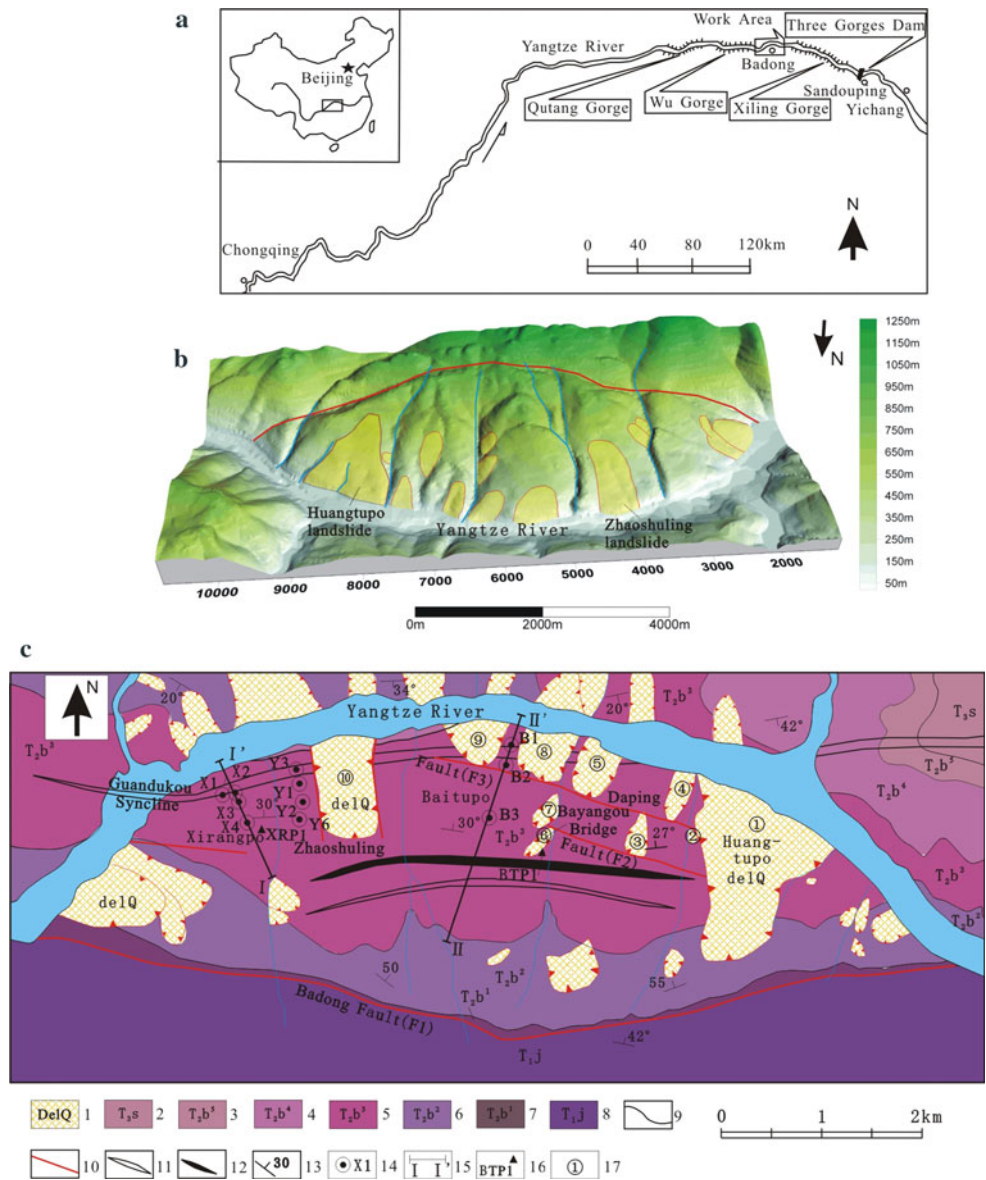 a
Beijing
Yangtze River
Work Area
Three Gorges Dam
Badong
Sandouping
Yichang
Qutang Gorge
Wu Gorge
Xiling Gorge
Chongqing
N
0 40 80 120km
b
N
1250m
1150m
1050m
950m
850m
750m
650m
550m
450m
350m
250m
150m
50m
Huangtupo landslide
Yangtze River
Zhaoshuling landslide
10000 9000 8000 7000 6000 5000 4000 3000 2000
0m 2000m 4000m
c
N
20°
34°
T₂b³
20°
42°
T₃s
T₂b⁵
T₂b⁴
T₂b³
T₂b²
Yangtze River
II'
B1
B2
B3
I'
T₂b³
Guandukou Syncline
X1
X2
X3
X4
30°
Xirangpo
XRP1
I
Y3
Y1
Y2
Y6
Zhaoshuling
⑩
delQ
⑨
⑧
⑤
④
Fault(F3)
Baitupo
30°
T₂b³
⑦
⑥
Daping
Bayangou Bridge
③
27°
②
Fault(F2)
①
Huang-
tupo
delQ
BTP1
II
delQ
50
T₂b²
T₂b¹
55
Badong Fault(F1)
42°
T₁j
DelQ 1
T₃s 2
T₂b⁵ 3
T₂b⁴ 4
T₂b³ 5
T₂b² 6
T₂b¹ 7
T₁j 8
9
0 1 2km
10
11
12
30 13
X1 14
I I' 15
BTP1 16
① 17